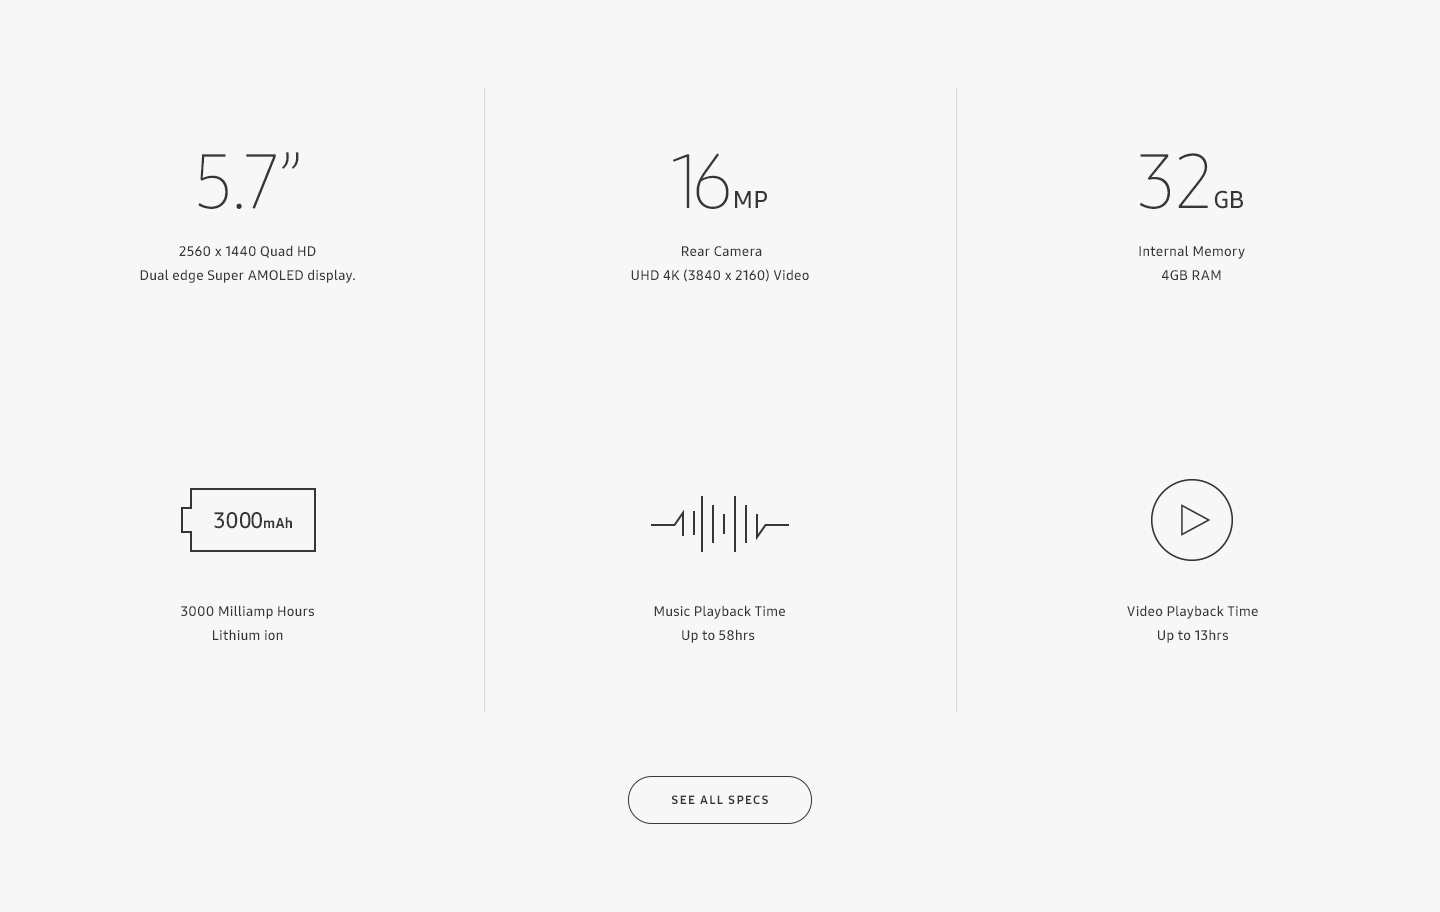 5.7”
2560 x 1440 Quad HD
Dual edge Super AMOLED display.
16MP
Rear Camera
UHD 4K (3840 x 2160) Video
32GB
Internal Memory
4GB RAM
3000mAh
3000 Milliamp Hours
Lithium ion
Music Playback Time
Up to 58hrs
Video Playback Time
Up to 13hrs
SEE ALL SPECS